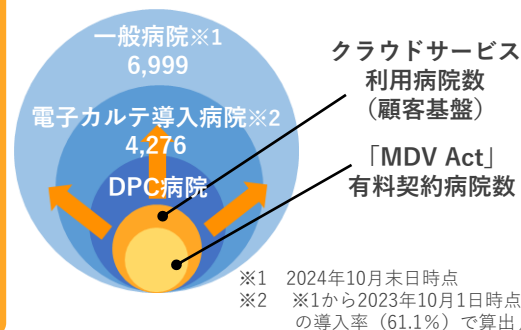 一般病院※1
6,999
電子カルテ導入病院※2
4,276
DPC病院
クラウドサービス
利用病院数
（顧客基盤）
「MDV Act」
有料契約病院数
※1　2024年10月末日時点
※2　※1から2023年10月1日時点
の導入率（61.1%）で算出